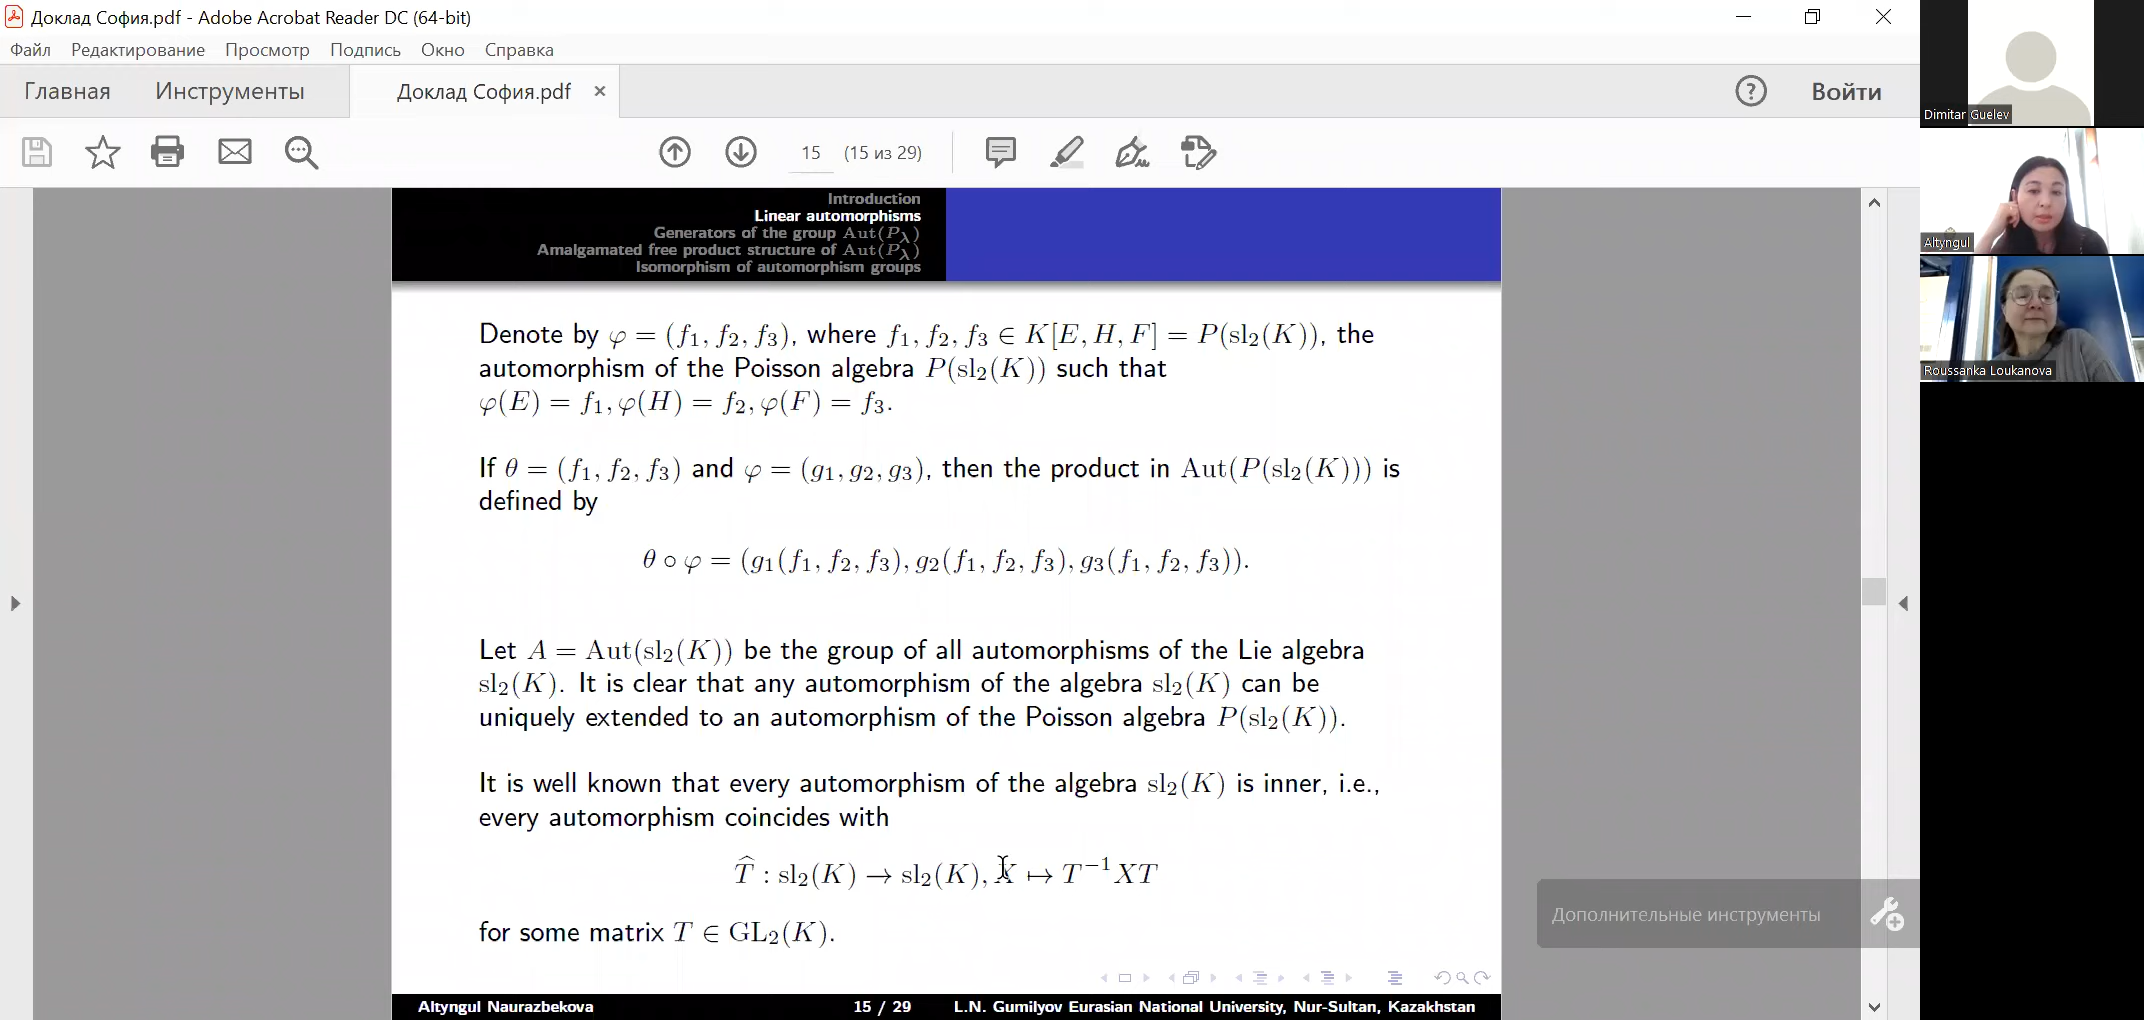 Доклад София.pdf - Adobe Acrobat Reader DC (64-bit)
Файл Редактирование Просмотр Подпись Окно Справка
Главная Инструменты Доклад София.pdf × ? Войти
15 (15 из 29)
Introduction
Linear automorphisms
Generators of the group Aut(P_λ)
Amalgamated free product structure of Aut(P_λ)
Isomorphism of automorphism groups
Denote by φ = (f₁, f₂, f₃), where f₁, f₂, f₃ ∈ K[E, H, F] = P(sl₂(K)), the
automorphism of the Poisson algebra P(sl₂(K)) such that
φ(E) = f₁, φ(H) = f₂, φ(F) = f₃.
If θ = (f₁, f₂, f₃) and φ = (g₁, g₂, g₃), then the product in Aut(P(sl₂(K))) is
defined by
θ ∘ φ = (g₁(f₁, f₂, f₃), g₂(f₁, f₂, f₃), g₃(f₁, f₂, f₃)).
Let A = Aut(sl₂(K)) be the group of all automorphisms of the Lie algebra
sl₂(K). It is clear that any automorphism of the algebra sl₂(K) can be
uniquely extended to an automorphism of the Poisson algebra P(sl₂(K)).
It is well known that every automorphism of the algebra sl₂(K) is inner, i.e.,
every automorphism coincides with
T̂ : sl₂(K) → sl₂(K), X ↦ T⁻¹XT
for some matrix T ∈ GL₂(K).
Altyngul Naurazbekova 15 / 29 L.N. Gumilyov Eurasian National University, Nur-Sultan, Kazakhstan
Дополнительные инструменты
Dimitar Guelev
Altyngul
Roussanka Loukanova